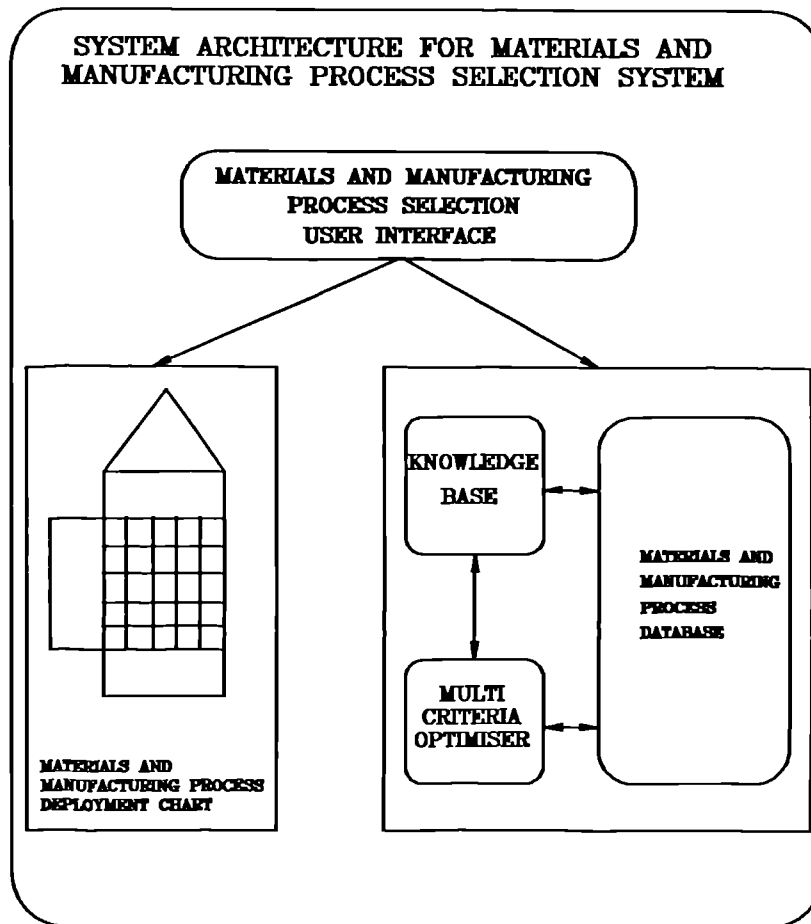 SYSTEM ARCHITECTURE FOR MATERIALS AND
MANUFACTURING PROCESS SELECTION SYSTEM
MATERIALS AND MANUFACTURING
PROCESS SELECTION
USER INTERFACE
KNOWLEDGE
BASE
MATERIALS AND
MANUFACTURING
PROCESS
DATABASE
MULTI
CRITERIA
OPTIMISER
MATERIALS AND
MANUFACTURING PROCESS
DEPLOYMENT CHART